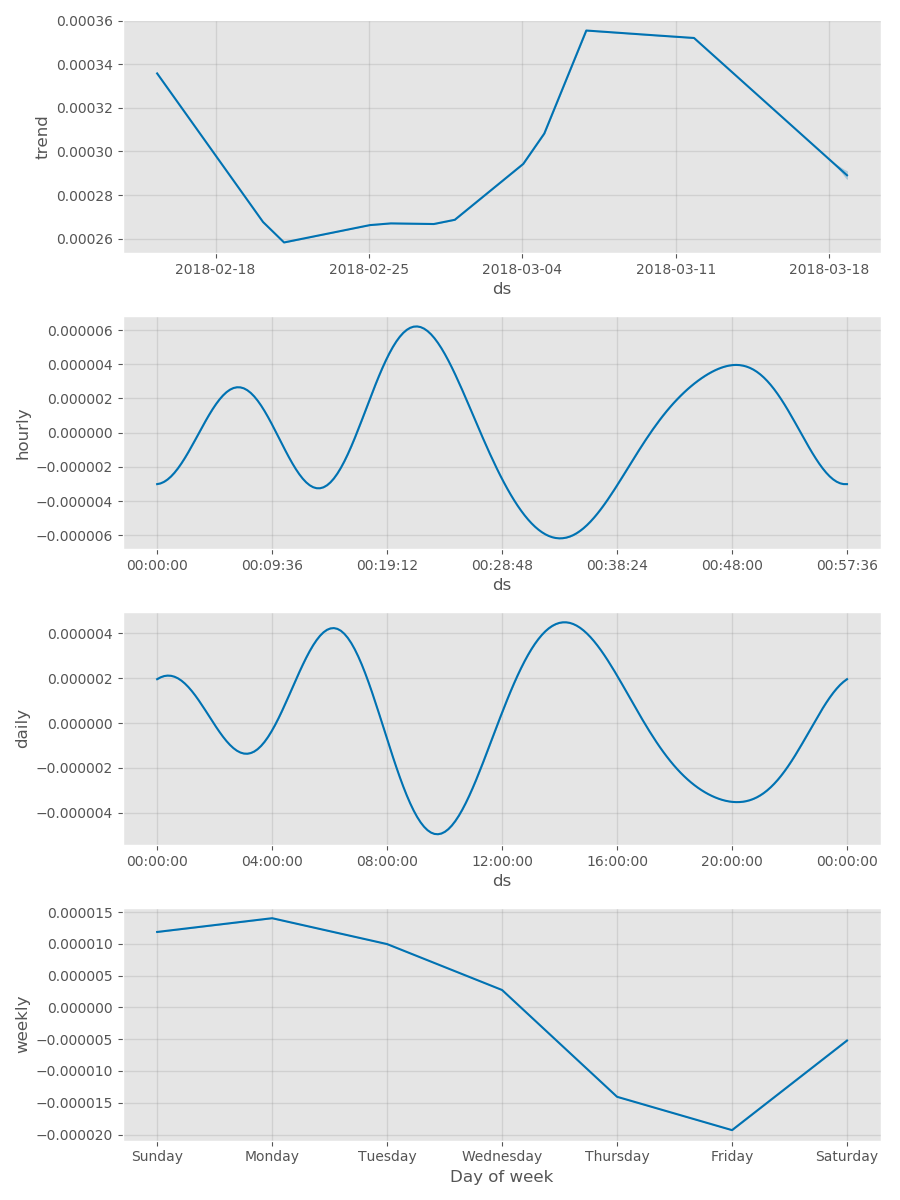 0.00036
0.00034
0.00032
0.00030
0.00028
0.00026
trend
2018-02-18 2018-02-25 2018-03-04 2018-03-11 2018-03-18
ds
0.000006
0.000004
0.000002
0.000000
−0.000002
−0.000004
−0.000006
hourly
00:00:00 00:09:36 00:19:12 00:28:48 00:38:24 00:48:00 00:57:36
ds
0.000004
0.000002
0.000000
−0.000002
−0.000004
daily
00:00:00 04:00:00 08:00:00 12:00:00 16:00:00 20:00:00 00:00:00
ds
0.000015
0.000010
0.000005
0.000000
−0.000005
−0.000010
−0.000015
−0.000020
weekly
Sunday Monday Tuesday Wednesday Thursday Friday Saturday
Day of week